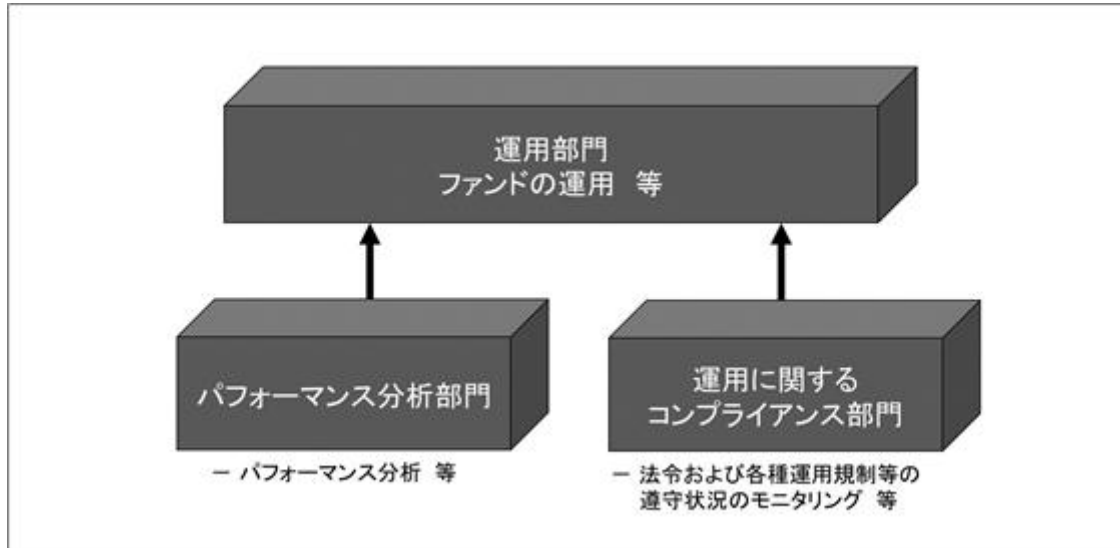 運用部門
ファンドの運用 等
パフォーマンス分析部門
運用に関する
コンプライアンス部門
－ パフォーマンス分析 等
－ 法令および各種運用規制等の
遵守状況のモニタリング 等